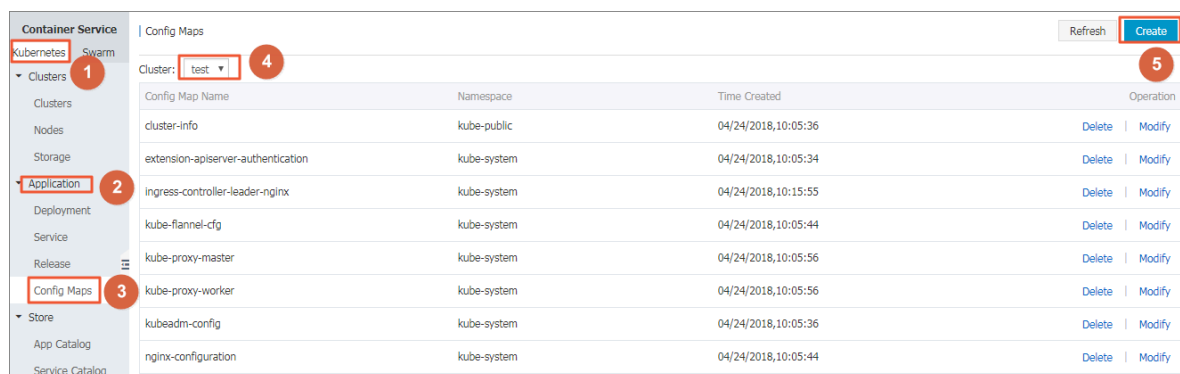 Container Service
Kubernetes Swarm
1
Clusters
Clusters
Nodes
Storage
Application
2
Deployment
Service
Release
Config Maps
3
Store
App Catalog
Service Catalog
Config Maps
Refresh Create
5
Cluster: test
4
Config Map Name Namespace Time Created Operation
cluster-info kube-public 04/24/2018,10:05:36 Delete | Modify
extension-apiserver-authentication kube-system 04/24/2018,10:05:34 Delete | Modify
ingress-controller-leader-nginx kube-system 04/24/2018,10:15:55 Delete | Modify
kube-flannel-cfg kube-system 04/24/2018,10:05:44 Delete | Modify
kube-proxy-master kube-system 04/24/2018,10:05:56 Delete | Modify
kube-proxy-worker kube-system 04/24/2018,10:05:56 Delete | Modify
kubeadm-config kube-system 04/24/2018,10:05:36 Delete | Modify
nginx-configuration kube-system 04/24/2018,10:05:44 Delete | Modify